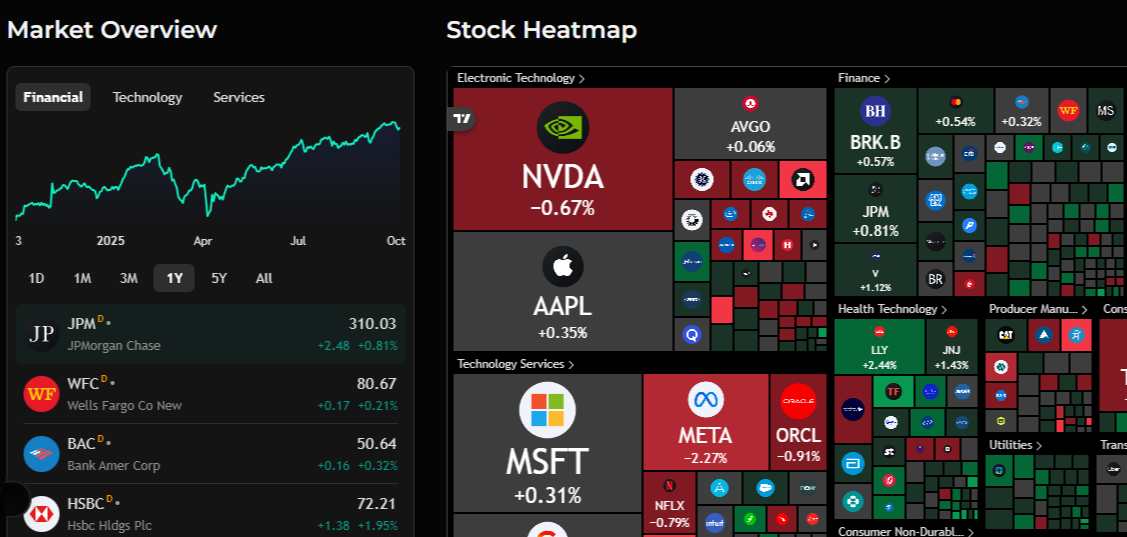 Market Overview
Financial
Technology
Services
3
2025
Apr
Jul
Oct
1D
1M
3M
1Y
5Y
All
JP
JPM D
310.03
JPMorgan Chase
+2.48 +0.81%
WF
WFC D
80.67
Wells Fargo Co New
+0.17 +0.21%
BAC D
50.64
Bank Amer Corp
+0.16 +0.32%
HSBC D
72.21
Hsbc Hldgs Plc
+1.38 +1.95%
Stock Heatmap
Electronic Technology >
NVDA
−0.67%
AVGO
+0.06%
AAPL
+0.35%
Technology Services >
MSFT
+0.31%
META
−2.27%
ORACLE
ORCL
−0.91%
N
NFLX
−0.79%
intuit
Finance >
BH
BRK.B
+0.57%
+0.54%
+0.32%
WF
MS
JPM
+0.81%
V
+1.12%
BR
Health Technology >
LLY
+2.44%
JNJ
+1.43%
TF
Producer Manu... >
CAT
Cons
Utilities >
Trans
Uber
Consumer Non-Durabl... >